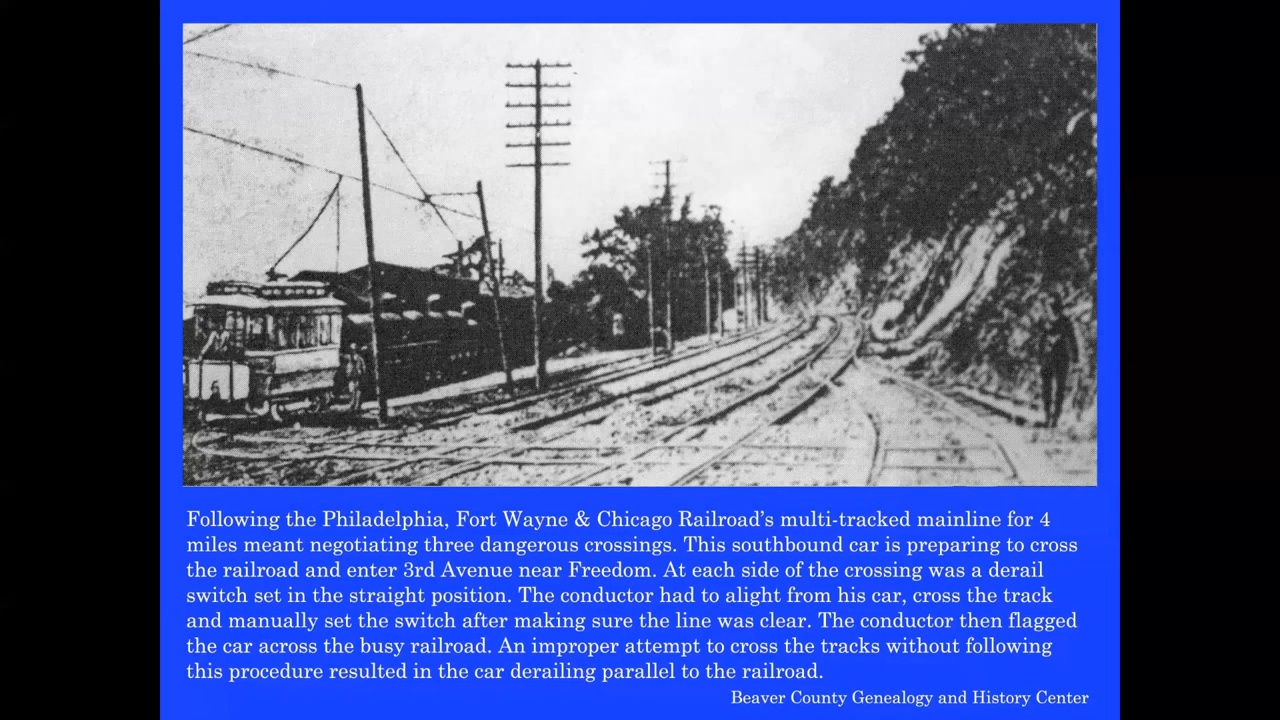 Following the Philadelphia, Fort Wayne & Chicago Railroad's multi-tracked mainline for 4
miles meant negotiating three dangerous crossings. This southbound car is preparing to cross
the railroad and enter 3rd Avenue near Freedom. At each side of the crossing was a derail
switch set in the straight position. The conductor had to alight from his car, cross the track
and manually set the switch after making sure the line was clear. The conductor then flagged
the car across the busy railroad. An improper attempt to cross the tracks without following
this procedure resulted in the car derailing parallel to the railroad.
Beaver County Genealogy and History Center